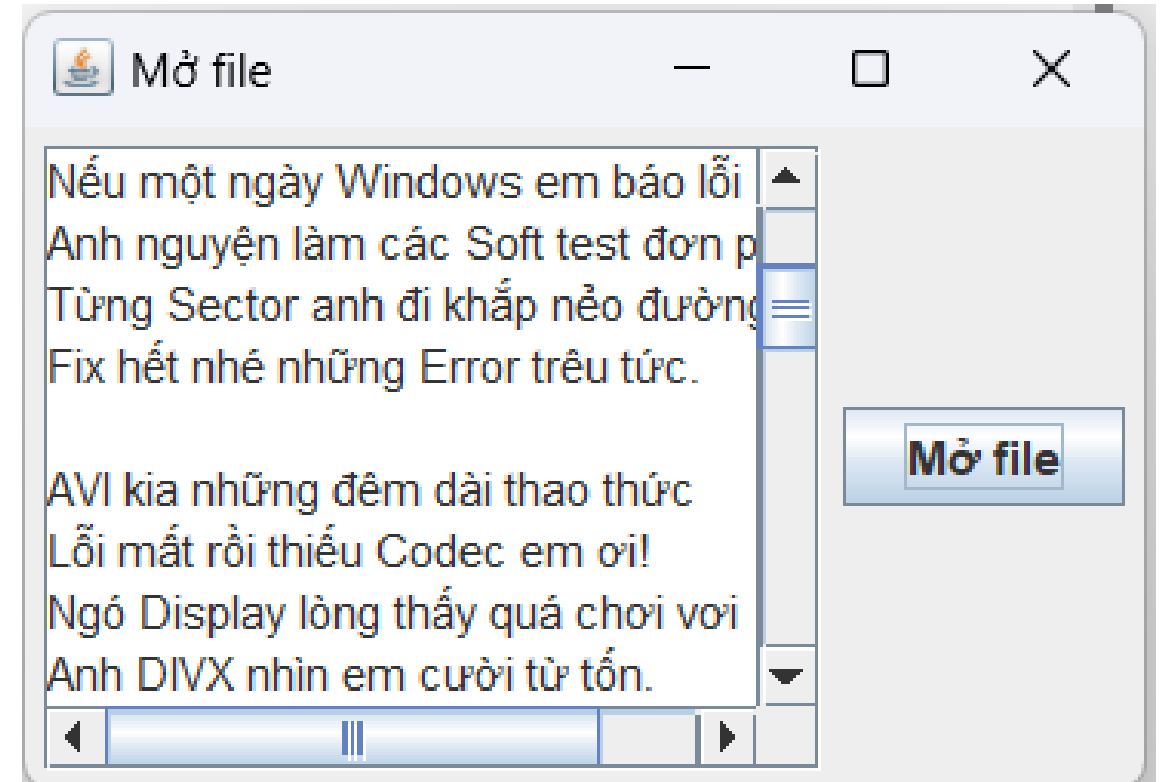 Mở file
Nếu một ngày Windows em báo lỗi
Anh nguyện làm các Soft test đơn p
Từng Sector anh đi khắp nẻo đường
Fix hết nhé những Error trêu tức.
AVI kia những đêm dài thao thức
Lỗi mất rồi thiếu Codec em ơi!
Ngó Display lòng thấy quá chơi vơi
Anh DIVX nhìn em cười từ tốn.
Mở file